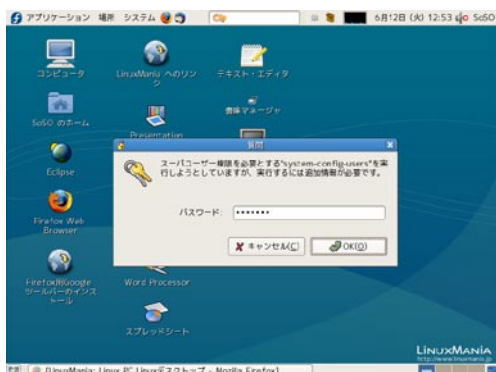 アプリケーション 場所 システム
6月12日 (火) 12:53
SoSO
コンピュータ
LinuxMania へのリンク
テキスト・エディタ
SoSO のホーム
画像マネージャ
Presentation
質問
スーパーユーザー権限を必要とする"system-config-users"を実
行しようとしていますが、実行するには追加情報が必要です。
Eclipse
パスワード:
Firefox Web
Browser
キャンセル(C)
OK(O)
Firefox用Google
ツールバーのインス
トール
Word Processor
スプレッドシート
LINUXMANIA
http://www.linuxmania.jp
[LinuxMania: Linux PC Linuxデスクトップ - Mozilla Firefox]